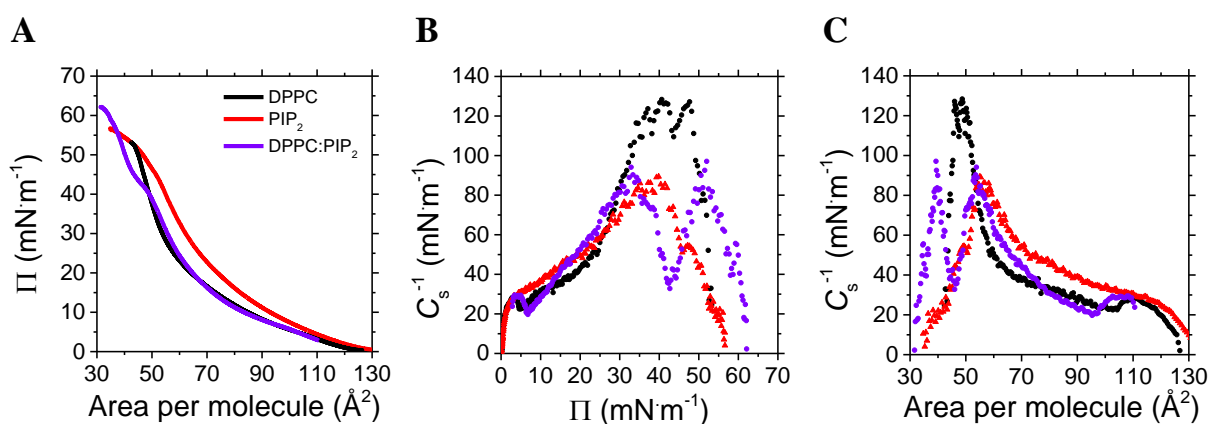 A
70
60
50
40
30
20
10
0
Π (mN·m⁻¹)
DPPC
PIP₂
DPPC:PIP₂
30 50 70 90 110 130
Area per molecule (Å²)
B
140
120
100
80
60
40
20
0
Cₛ⁻¹ (mN·m⁻¹)
0 10 20 30 40 50 60 70
Π (mN·m⁻¹)
C
140
120
100
80
60
40
20
0
Cₛ⁻¹ (mN·m⁻¹)
30 50 70 90 110 130
Area per molecule (Å²)